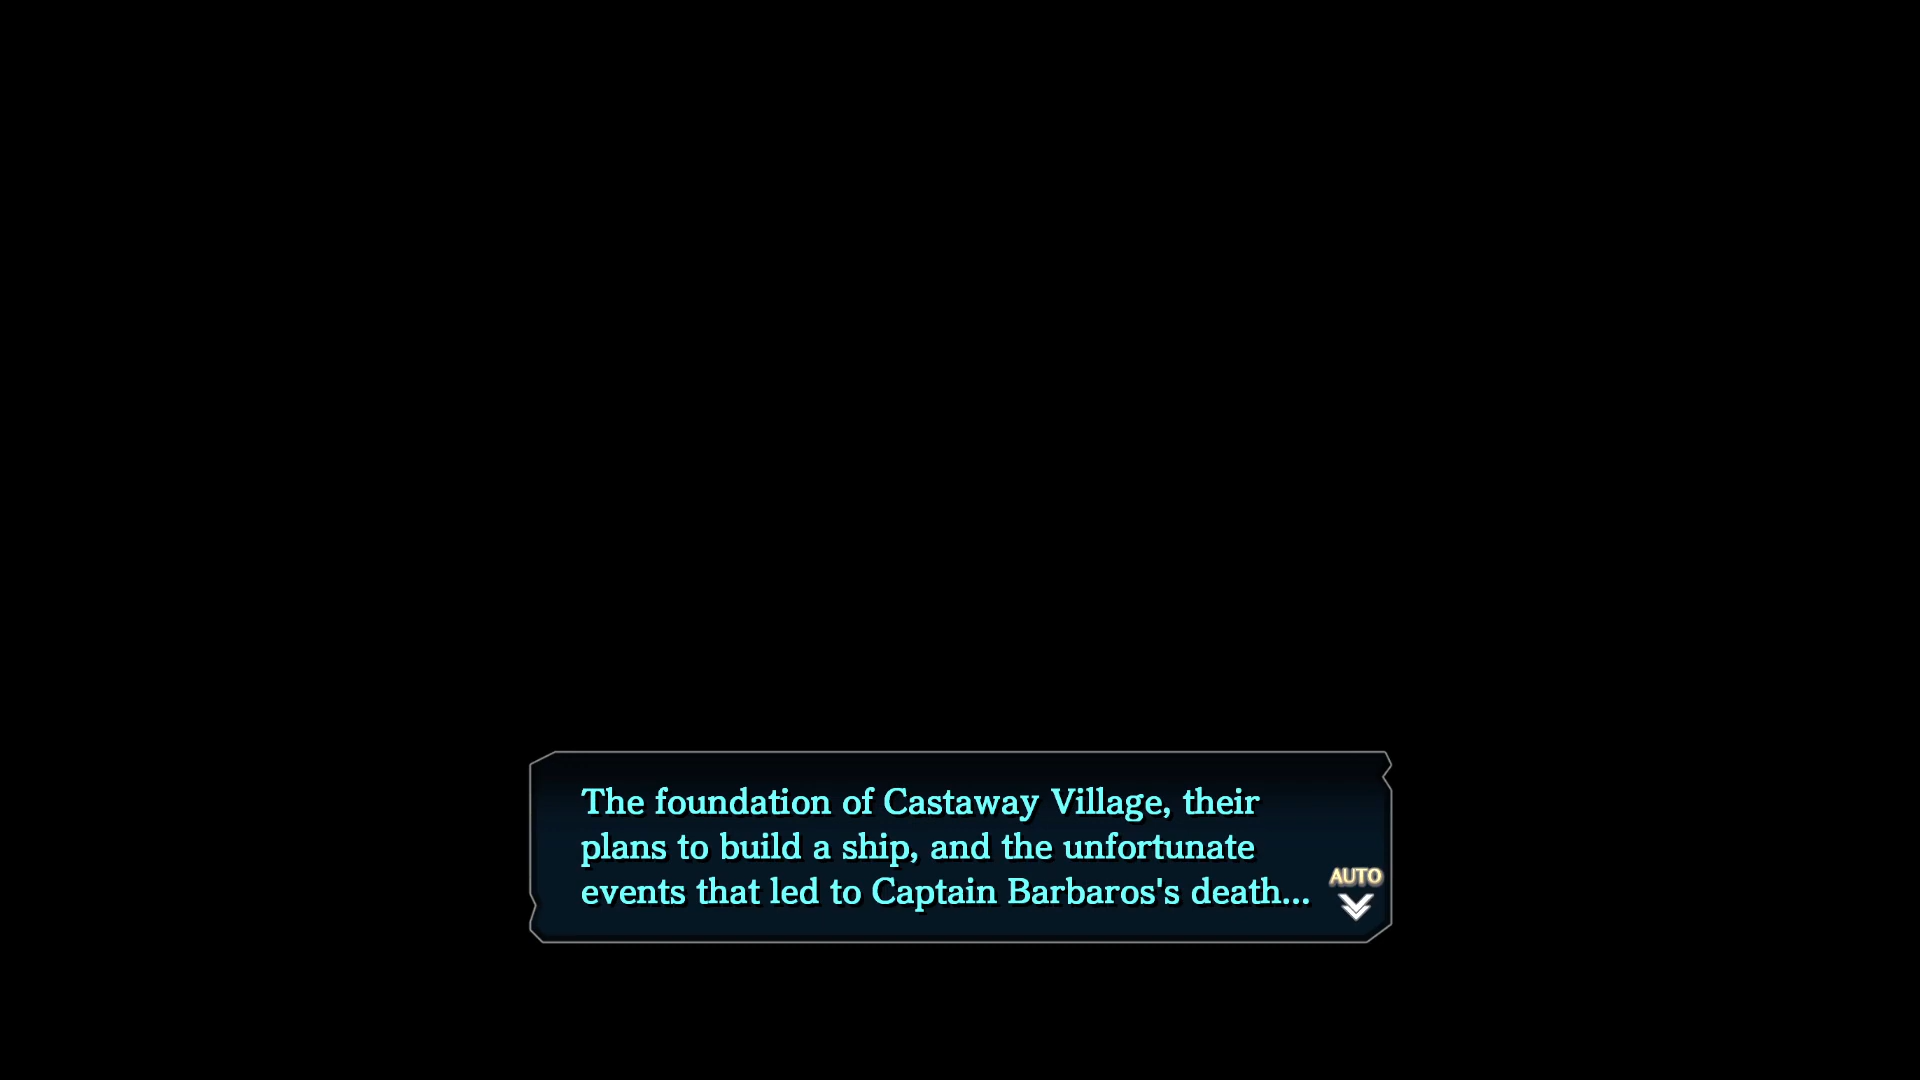 The foundation of Castaway Village, their
plans to build a ship, and the unfortunate
events that led to Captain Barbaros's death...
AUTO